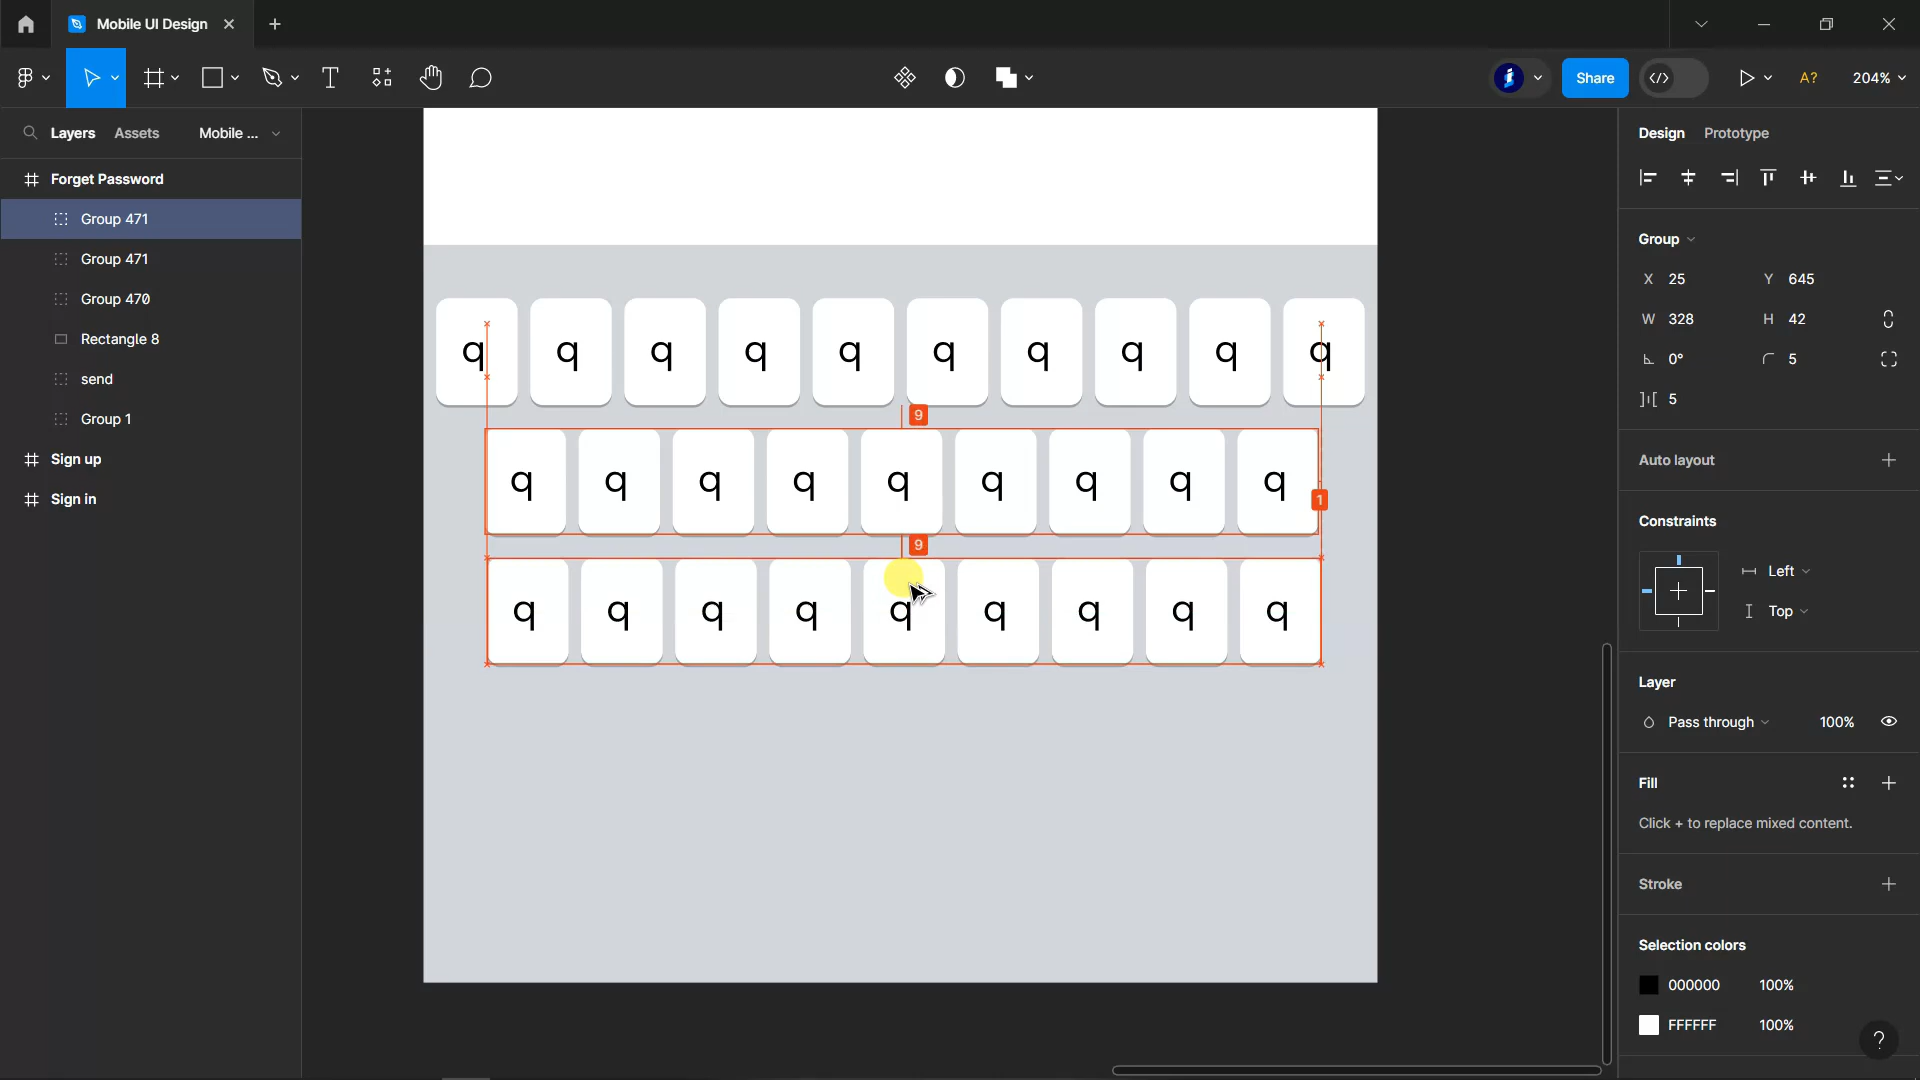 Mobile UI Design
Share
A?
204%
Layers
Assets
Mobile ...
Design
Prototype
Forget Password
Group 471
Group 471
Group 470
Rectangle 8
send
Group 1
Sign up
Sign in
q q q q q q q q q q
9
q q q q q q q q q
1
9
q q q q q q q q q
Group
X 25
Y 645
W 328
H 42
0°
5
5
Auto layout
Constraints
Left
Top
Layer
Pass through
100%
Fill
Click + to replace mixed content.
Stroke
Selection colors
000000 100%
FFFFFF 100%
?